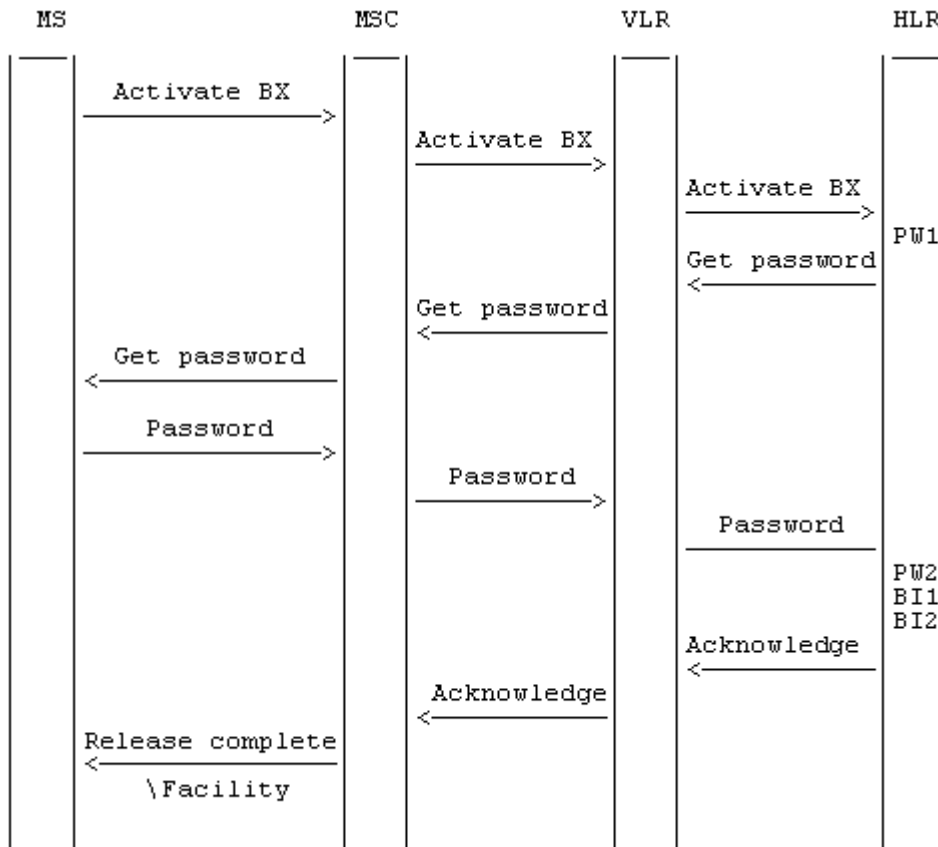 MS MSC VLR HLR
Activate BX
Activate BX
Activate BX
PW1
Get password
Get password
Get password
Password
Password
Password
PW2
BI1
BI2
Acknowledge
Acknowledge
Release complete
\Facility